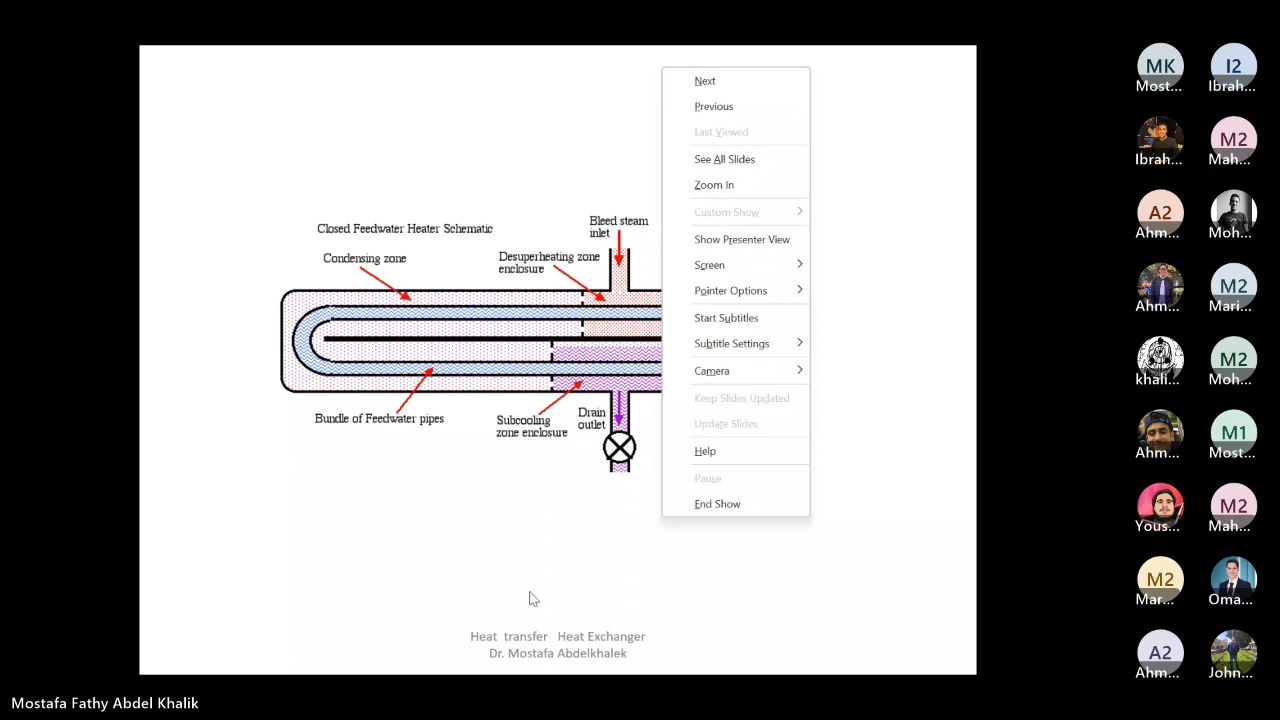 Closed Feedwater Heater Schematic
Condensing zone
Bleed steam
inlet
Desuperheating zone
enclosure
Bundle of Feedwater pipes
Subcooling
zone enclosure
Drain
outlet
Heat transfer Heat Exchanger
Dr. Mostafa Abdelkhalek
Next
Previous
Last Viewed
See All Slides
Zoom In
Custom Show
Show Presenter View
Screen
Pointer Options
Start Subtitles
Subtitle Settings
Camera
Keep Slides Updated
Update Slides
Help
Pause
End Show
MK I2
Most... Ibrah...
M2
Ibrah... Mah...
A2
Ahm... Moh...
M2
Ahm... Mari...
M2
khali... Moh...
M1
Ahm... Most...
M2
Yous... Mah...
M2
Mar... Oma...
A2
Ahm... John...
Mostafa Fathy Abdel Khalik